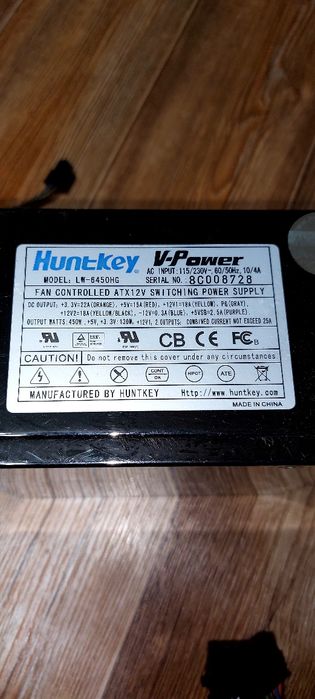 Huntkey V-Power
MODEL: LW-6450HG AC INPUT:115/230V~,60/50Hz,10/4A
SERIAL NO. 8C008728
FAN CONTROLLED ATX12V SWITCHING POWER SUPPLY
DC OUTPUT: +3.3V=22A(ORANGE), +5V=15A(RED), +12V1=18A(YELLOW), PG(GRAY),
+12V2=18A(YELLOW/BLACK), -12V=0.3A(BLUE), +5VSB=2.5A(PURPLE).
OUTPUT WATTS:450W, +5V, +3.3V:130W, +12V1, 2 OUTPUTS: COMBINED CURRENT NOT EXCEED 25A
CB CE FC
CAUTION! Do not remove this cover under any circumstances
HIPOT ATE
MANUFACTURED BY HUNTKEY Http://www.huntkey.com
MADE IN CHINA